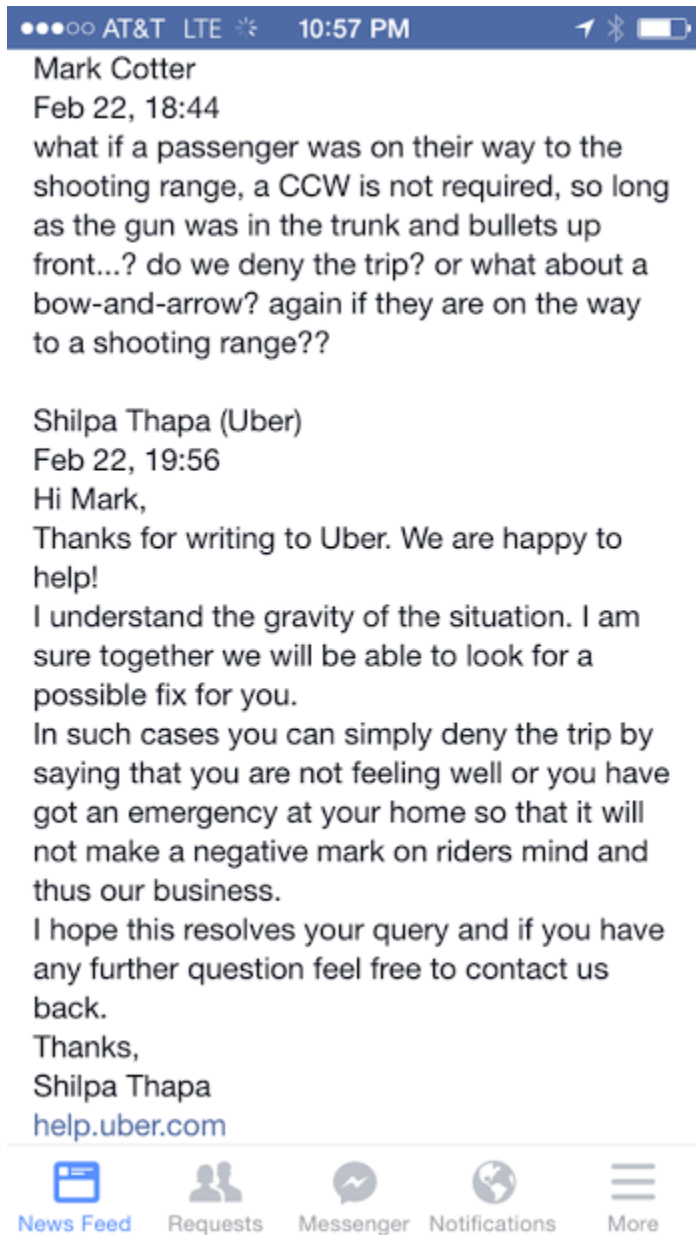 AT&T LTE 10:57 PM
Mark Cotter
Feb 22, 18:44
what if a passenger was on their way to the
shooting range, a CCW is not required, so long
as the gun was in the trunk and bullets up
front...? do we deny the trip? or what about a
bow-and-arrow? again if they are on the way
to a shooting range??
Shilpa Thapa (Uber)
Feb 22, 19:56
Hi Mark,
Thanks for writing to Uber. We are happy to
help!
I understand the gravity of the situation. I am
sure together we will be able to look for a
possible fix for you.
In such cases you can simply deny the trip by
saying that you are not feeling well or you have
got an emergency at your home so that it will
not make a negative mark on riders mind and
thus our business.
I hope this resolves your query and if you have
any further question feel free to contact us
back.
Thanks,
Shilpa Thapa
help.uber.com
News Feed Requests Messenger Notifications More